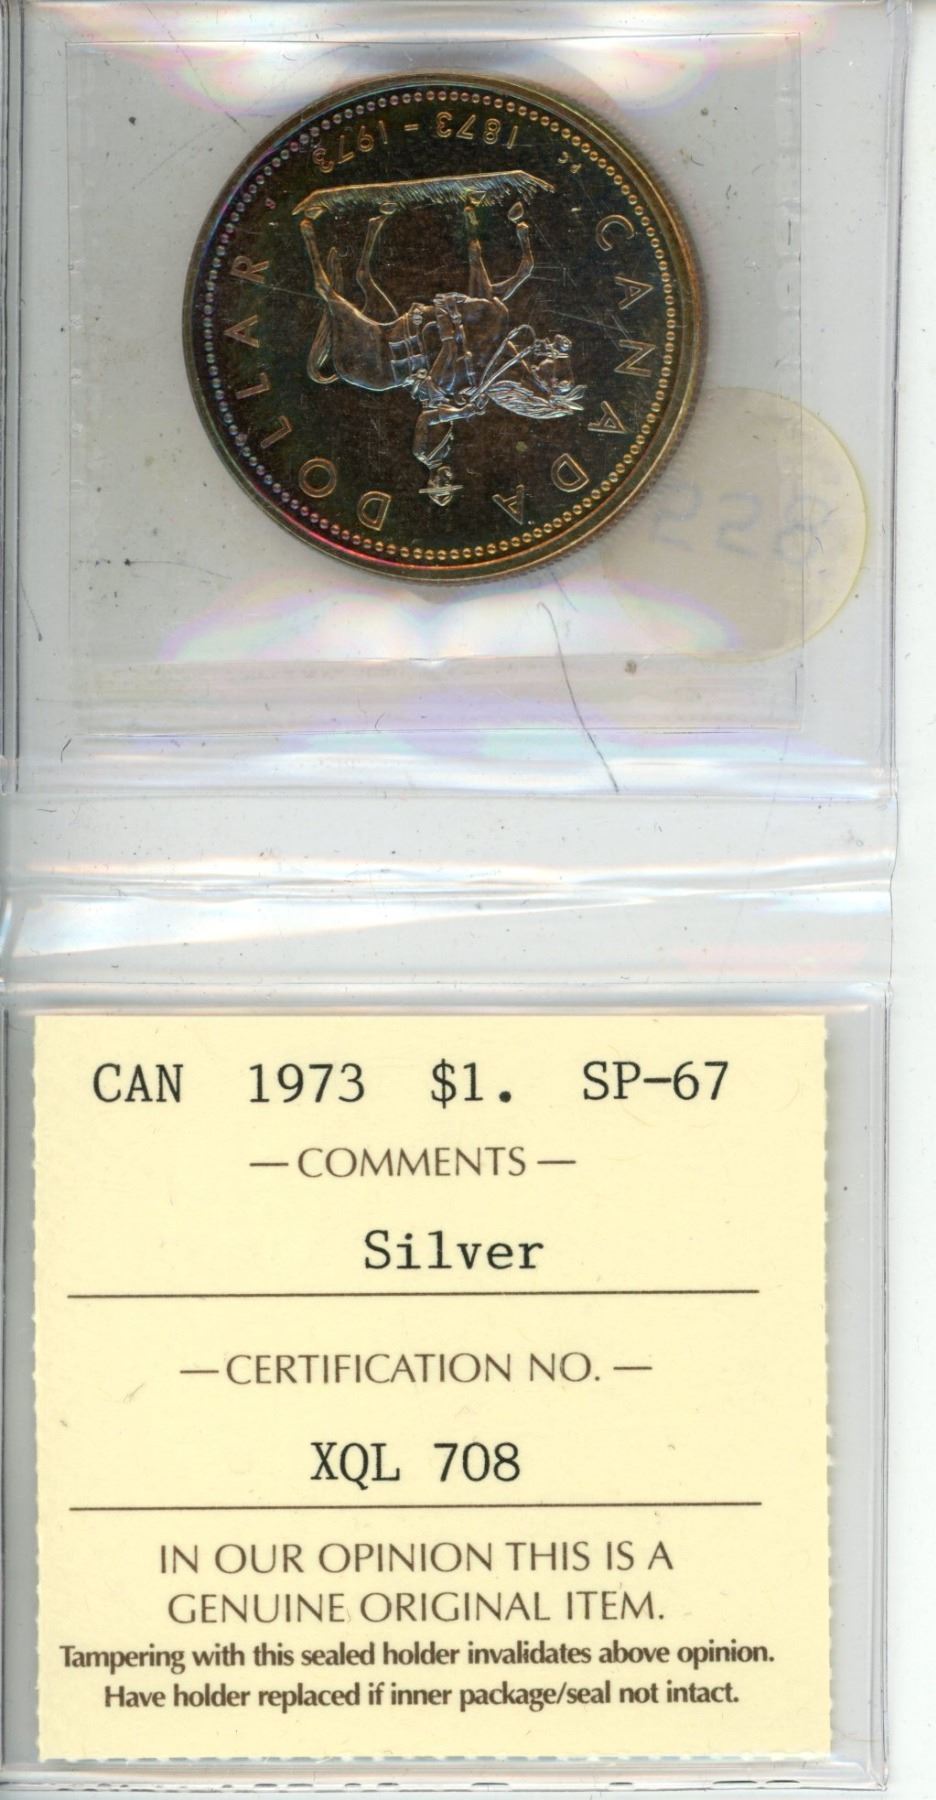 1873 - 1973
CANADA
DOLLAR
855
CAN 1973 $1. SP-67
— COMMENTS —
Silver
— CERTIFICATION NO. —
XQL 708
IN OUR OPINION THIS IS A
GENUINE ORIGINAL ITEM.
Tampering with this sealed holder invalidates above opinion.
Have holder replaced if inner package/seal not intact.